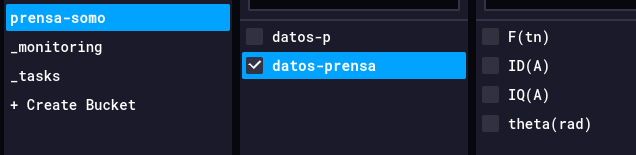 prensa-somo
_monitoring
_tasks
+ Create Bucket
datos-p
datos-prensa
F(tn)
ID(A)
IQ(A)
theta(rad)